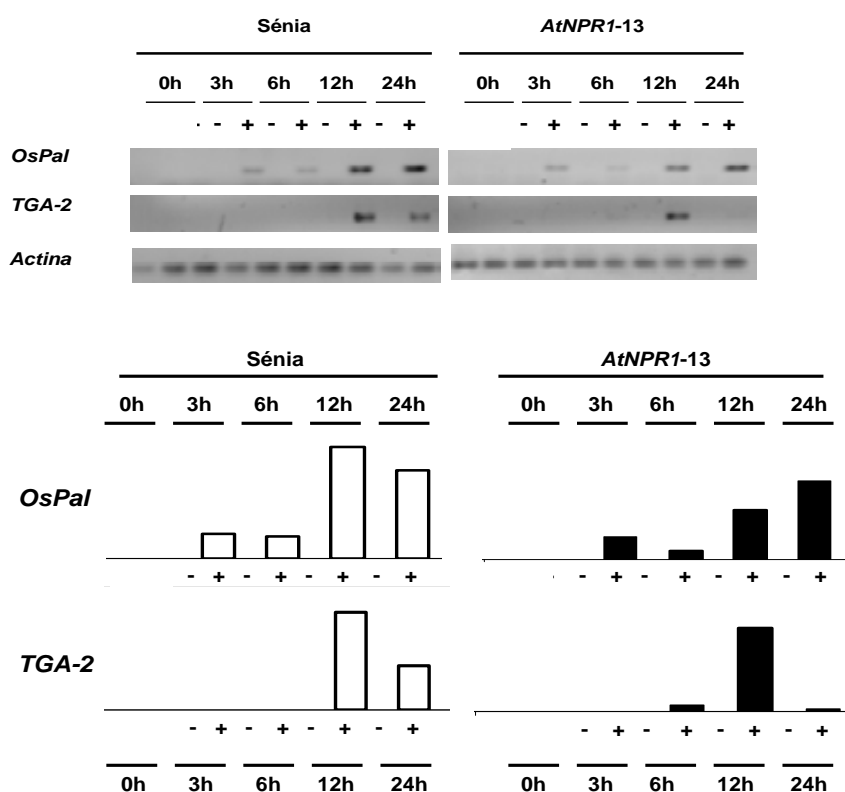 Sénia AtNPR1-13
0h 3h 6h 12h 24h 0h 3h 6h 12h 24h
- - + - + - + - + - + - + - + - +
OsPal
TGA-2
Actina
Sénia AtNPR1-13
0h 3h 6h 12h 24h 0h 3h 6h 12h 24h
OsPal
- + - + - + - + - + - + - + - +
TGA-2
- + - + - + - + - + - + - + - +
0h 3h 6h 12h 24h 0h 3h 6h 12h 24h